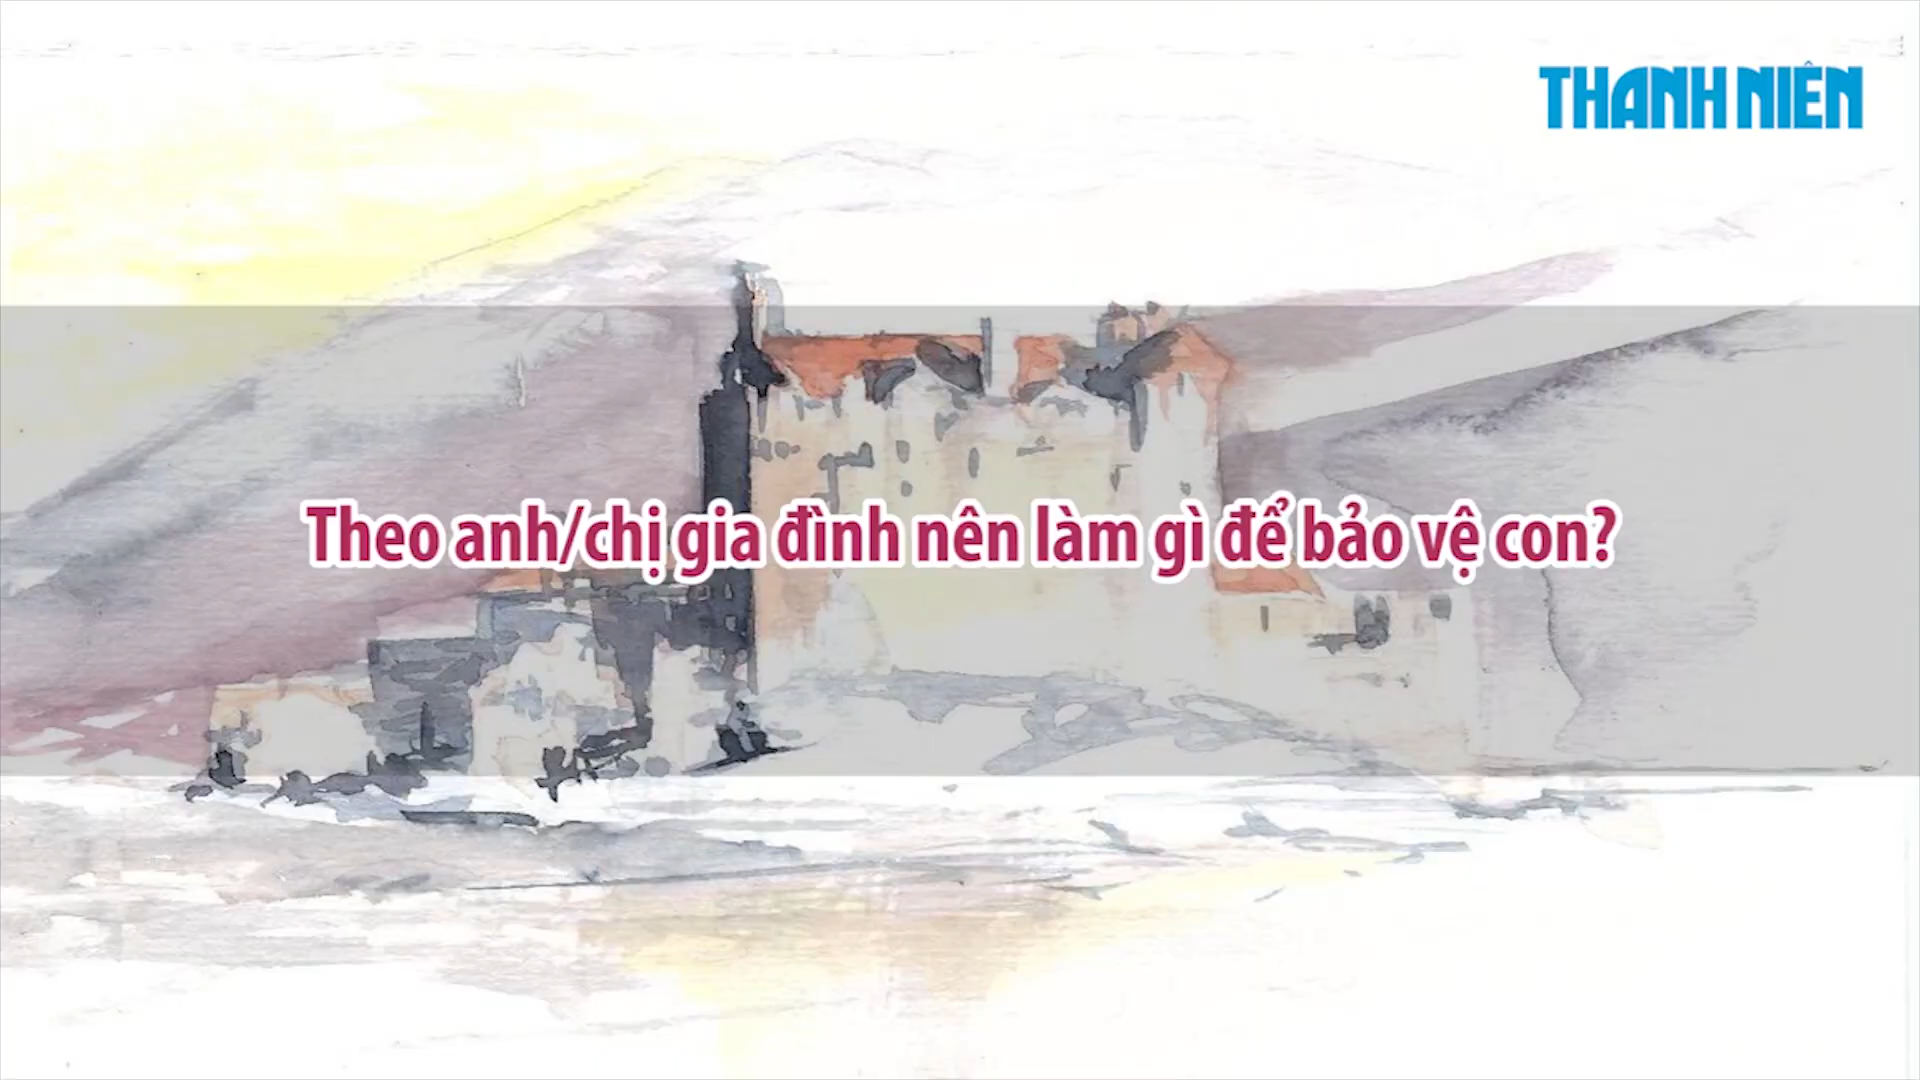 THANH NIÊN
Theo anh/chị gia đình nên làm gì để bảo vệ con?